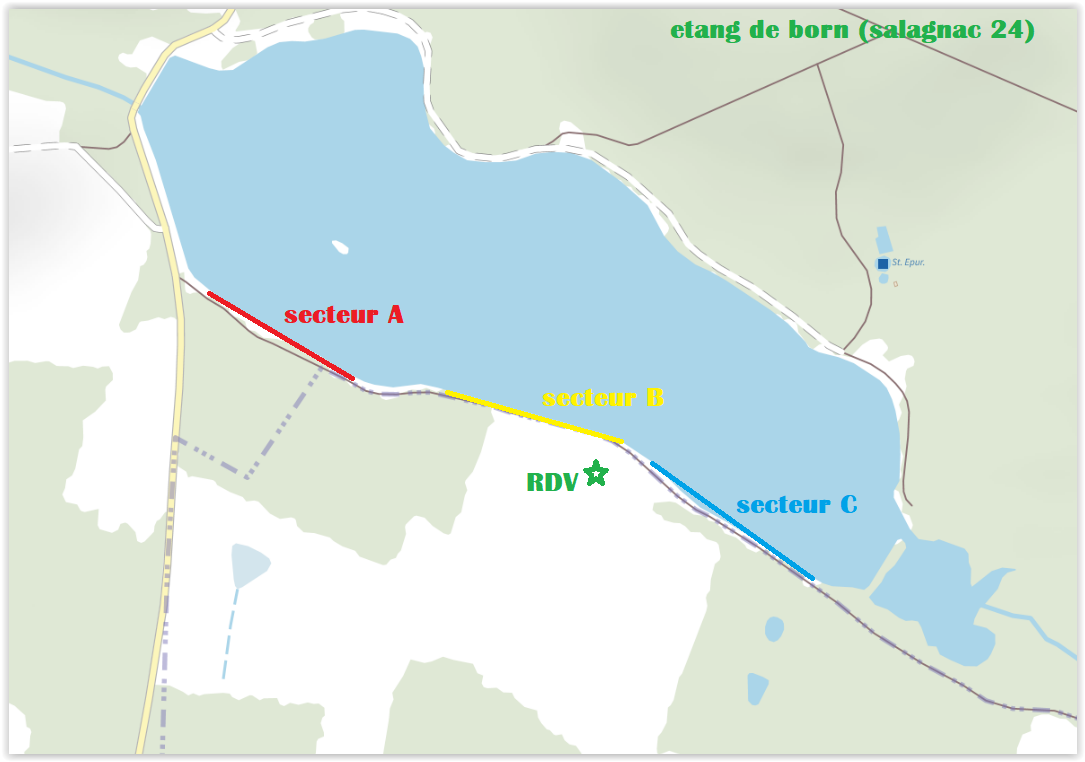 etang de born (salagnac 24)
St. Epur.
secteur A
secteur B
RDV
secteur C